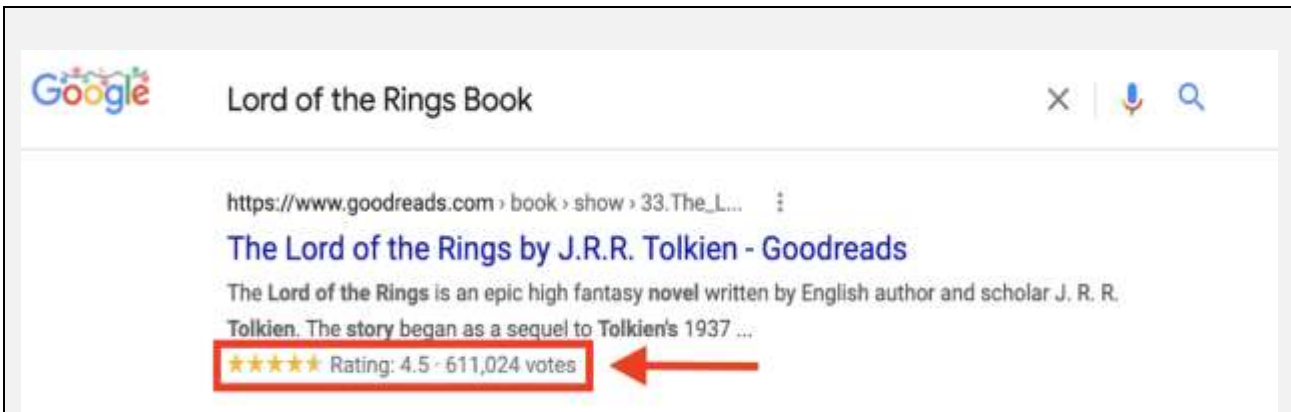 Google
Lord of the Rings Book
https://www.goodreads.com › book › show › 33.The_L...
The Lord of the Rings by J.R.R. Tolkien - Goodreads
The Lord of the Rings is an epic high fantasy novel written by English author and scholar J. R. R.
Tolkien. The story began as a sequel to Tolkien's 1937 ...
Rating: 4.5 · 611,024 votes